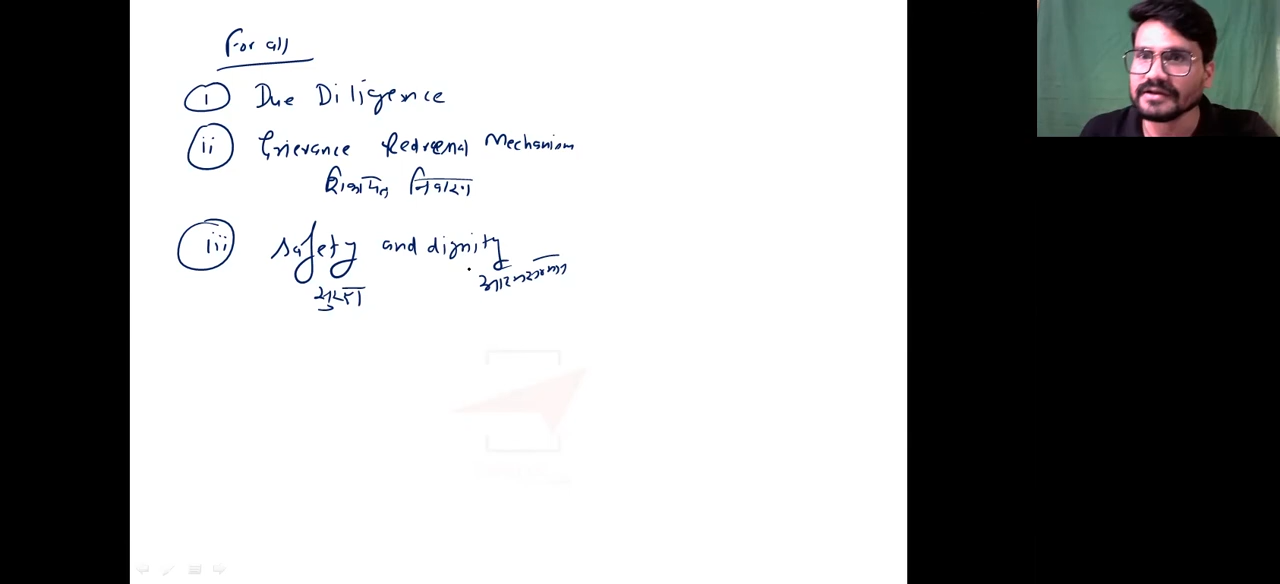 For all
i Due Diligence
ii Grievance Redressal Mechanism
शिकायत निवारण
iii safety and dignity
सुरक्षा आत्मसम्मान